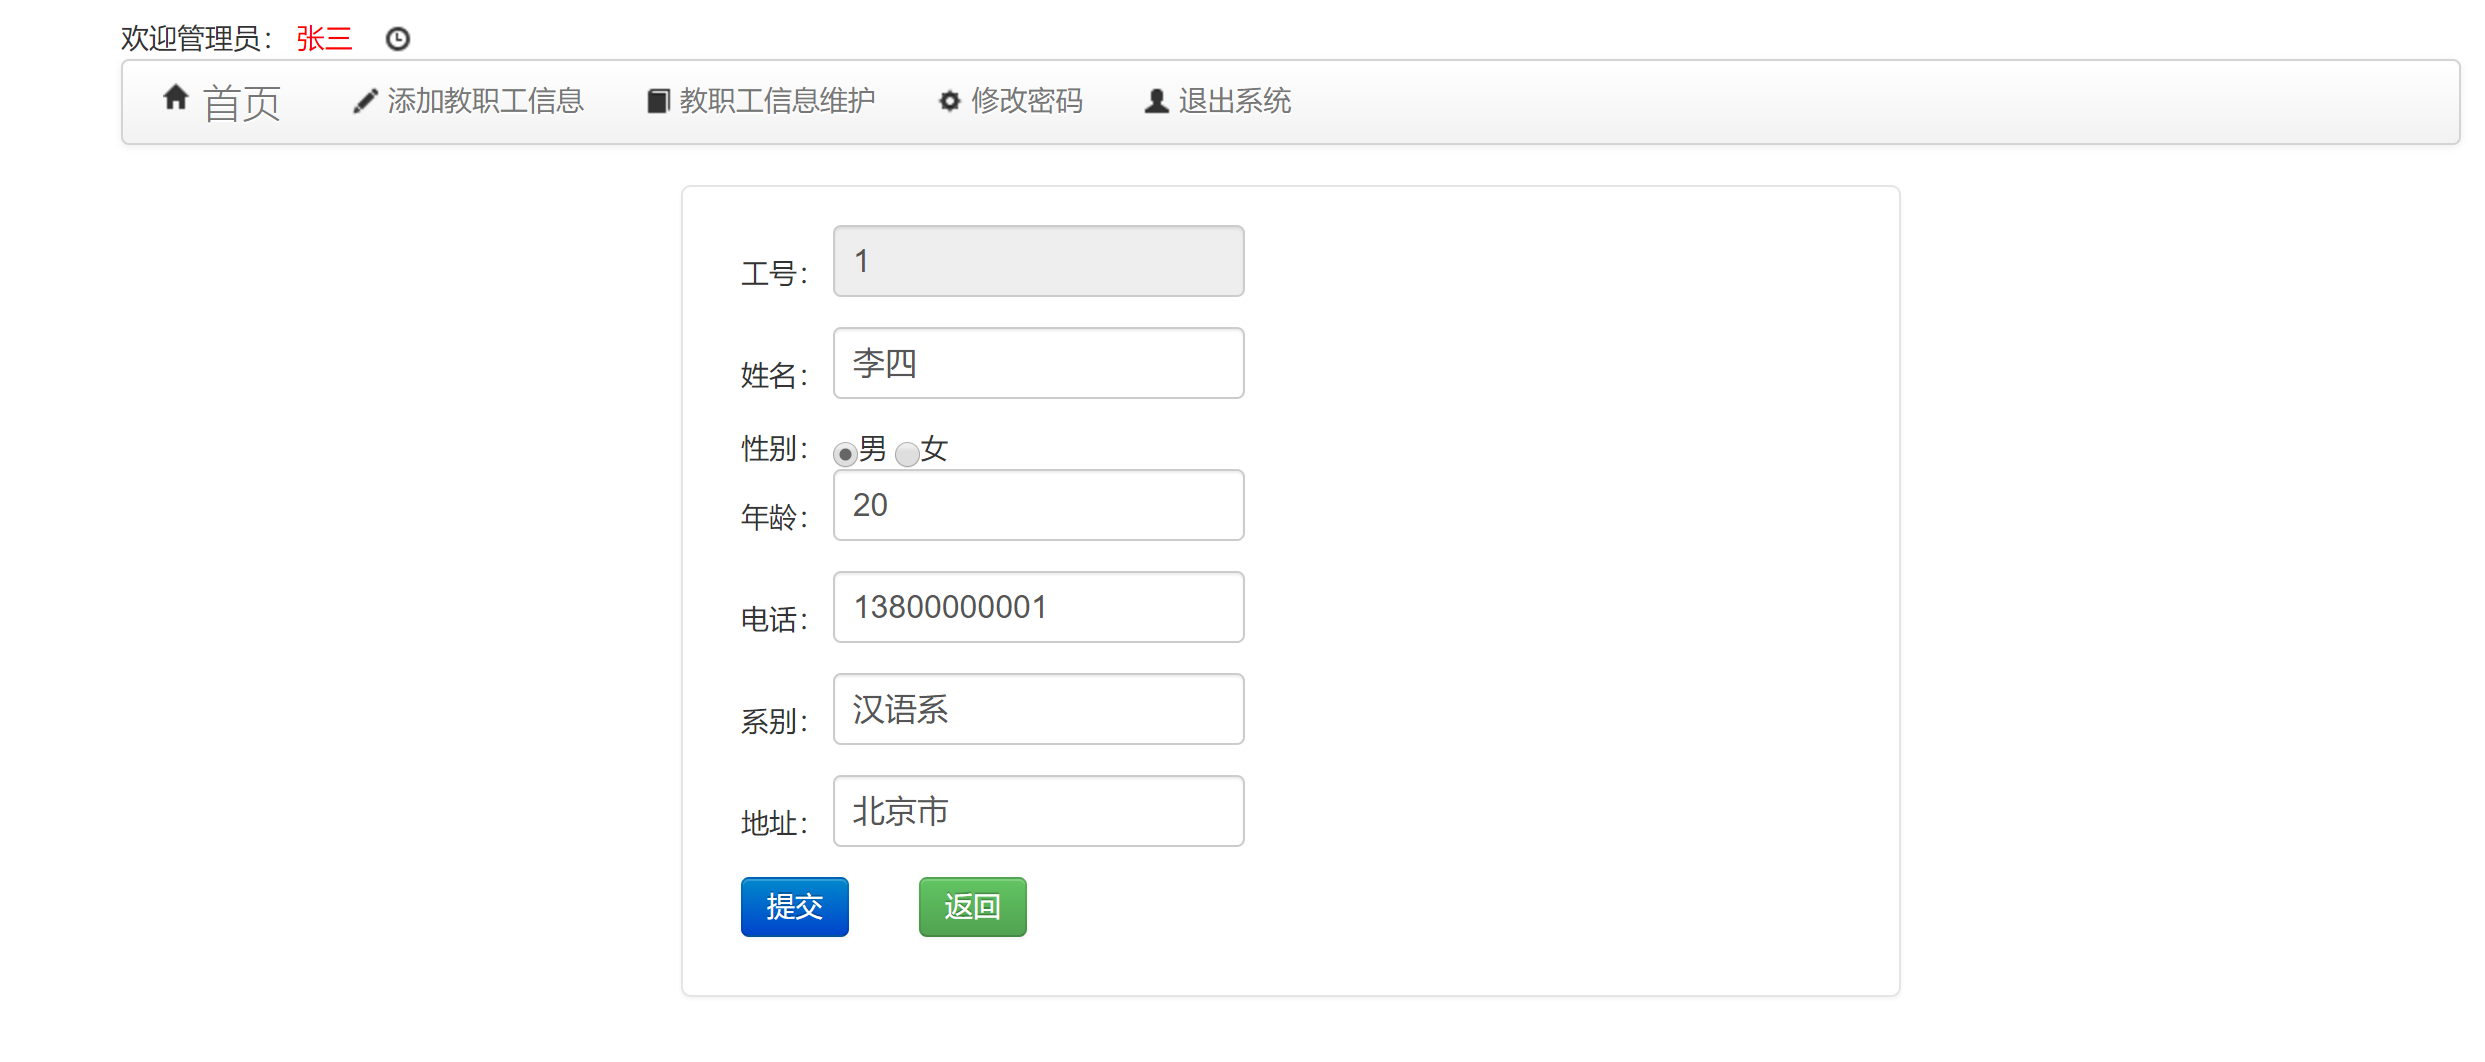 欢迎管理员： 张三
首页 添加教职工信息 教职工信息维护 修改密码 退出系统
工号： 1
姓名： 李四
性别： 男 女
年龄： 20
电话： 13800000001
系别： 汉语系
地址： 北京市
提交 返回